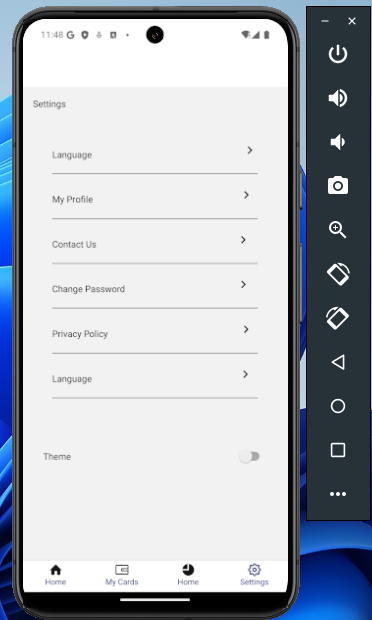 11:48
Settings
Language
My Profile
Contact Us
Change Password
Privacy Policy
Language
Theme
Home My Cards Home Settings